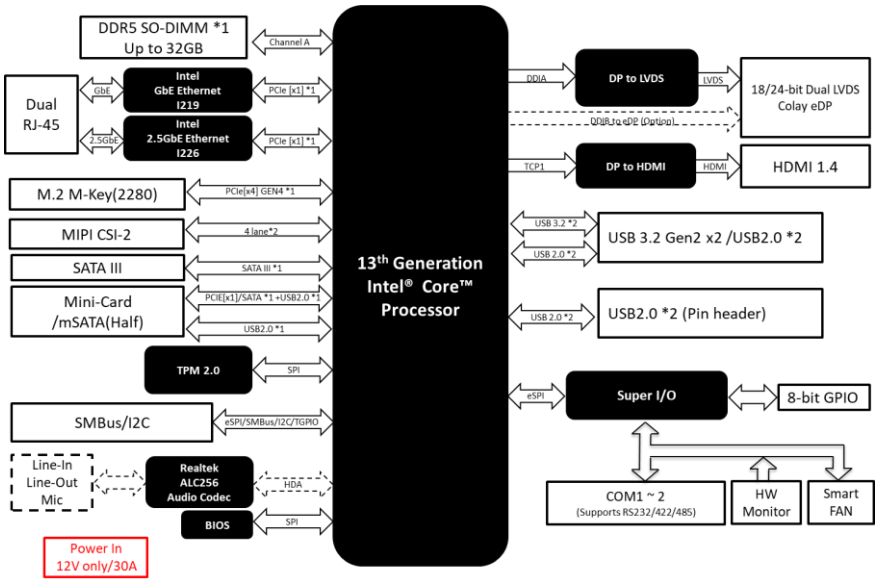 DDR5 SO-DIMM *1
Up to 32GB
Channel A
Dual
RJ-45
GbE
Intel
GbE Ethernet
I219
PCIe [x1] *1
2.5GbE
Intel
2.5GbE Ethernet
I226
PCIe [x1] *1
M.2 M-Key(2280)
PCIe[x4] GEN4 *1
MIPI CSI-2
4 lane*2
SATA III
SATA III *1
Mini-Card
/mSATA(Half)
PCIE[x1]/SATA *1 +USB2.0 *1
USB2.0 *1
TPM 2.0
SPI
SMBus/I2C
eSPI/SMBus/I2C/TGPIO
Line-In
Line-Out
Mic
Realtek
ALC256
Audio Codec
HDA
BIOS
SPI
Power In
12V only/30A
13th Generation
Intel® Core™
Processor
DDIA
DP to LVDS
LVDS
18/24-bit Dual LVDS
Colay eDP
DDIB to eDP (Option)
TCP1
DP to HDMI
HDMI
HDMI 1.4
USB 3.2 *2
USB 2.0 *2
USB 3.2 Gen2 x2 /USB2.0 *2
USB 2.0 *2
USB2.0 *2 (Pin header)
eSPI
Super I/O
8-bit GPIO
COM1 ~ 2
(Supports RS232/422/485)
HW
Monitor
Smart
FAN